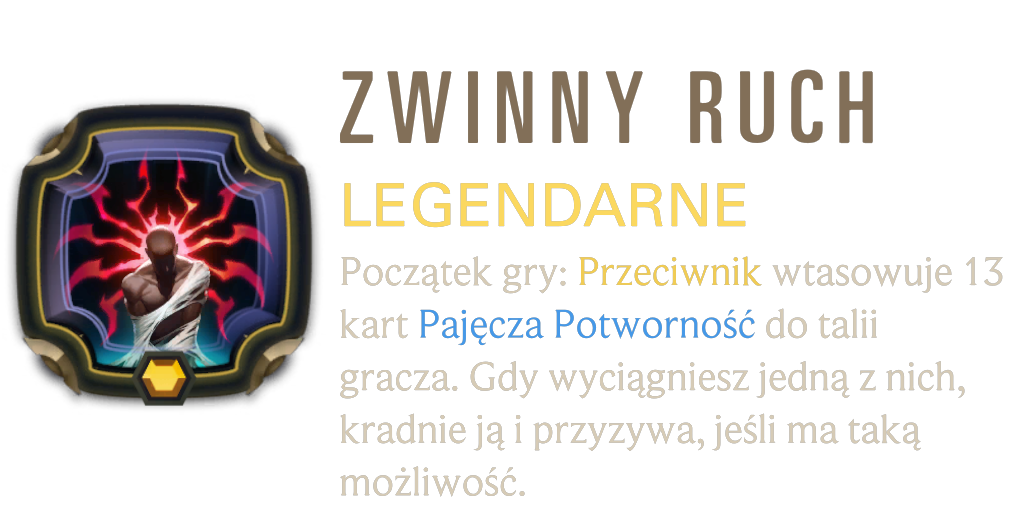 ZWINNY RUCH
LEGENDARNE
Początek gry: Przeciwnik wtasowuje 13
kart Pajęcza Potworność do talii
gracza. Gdy wyciągniesz jedną z nich,
kradnie ją i przyzywa, jeśli ma taką
możliwość.